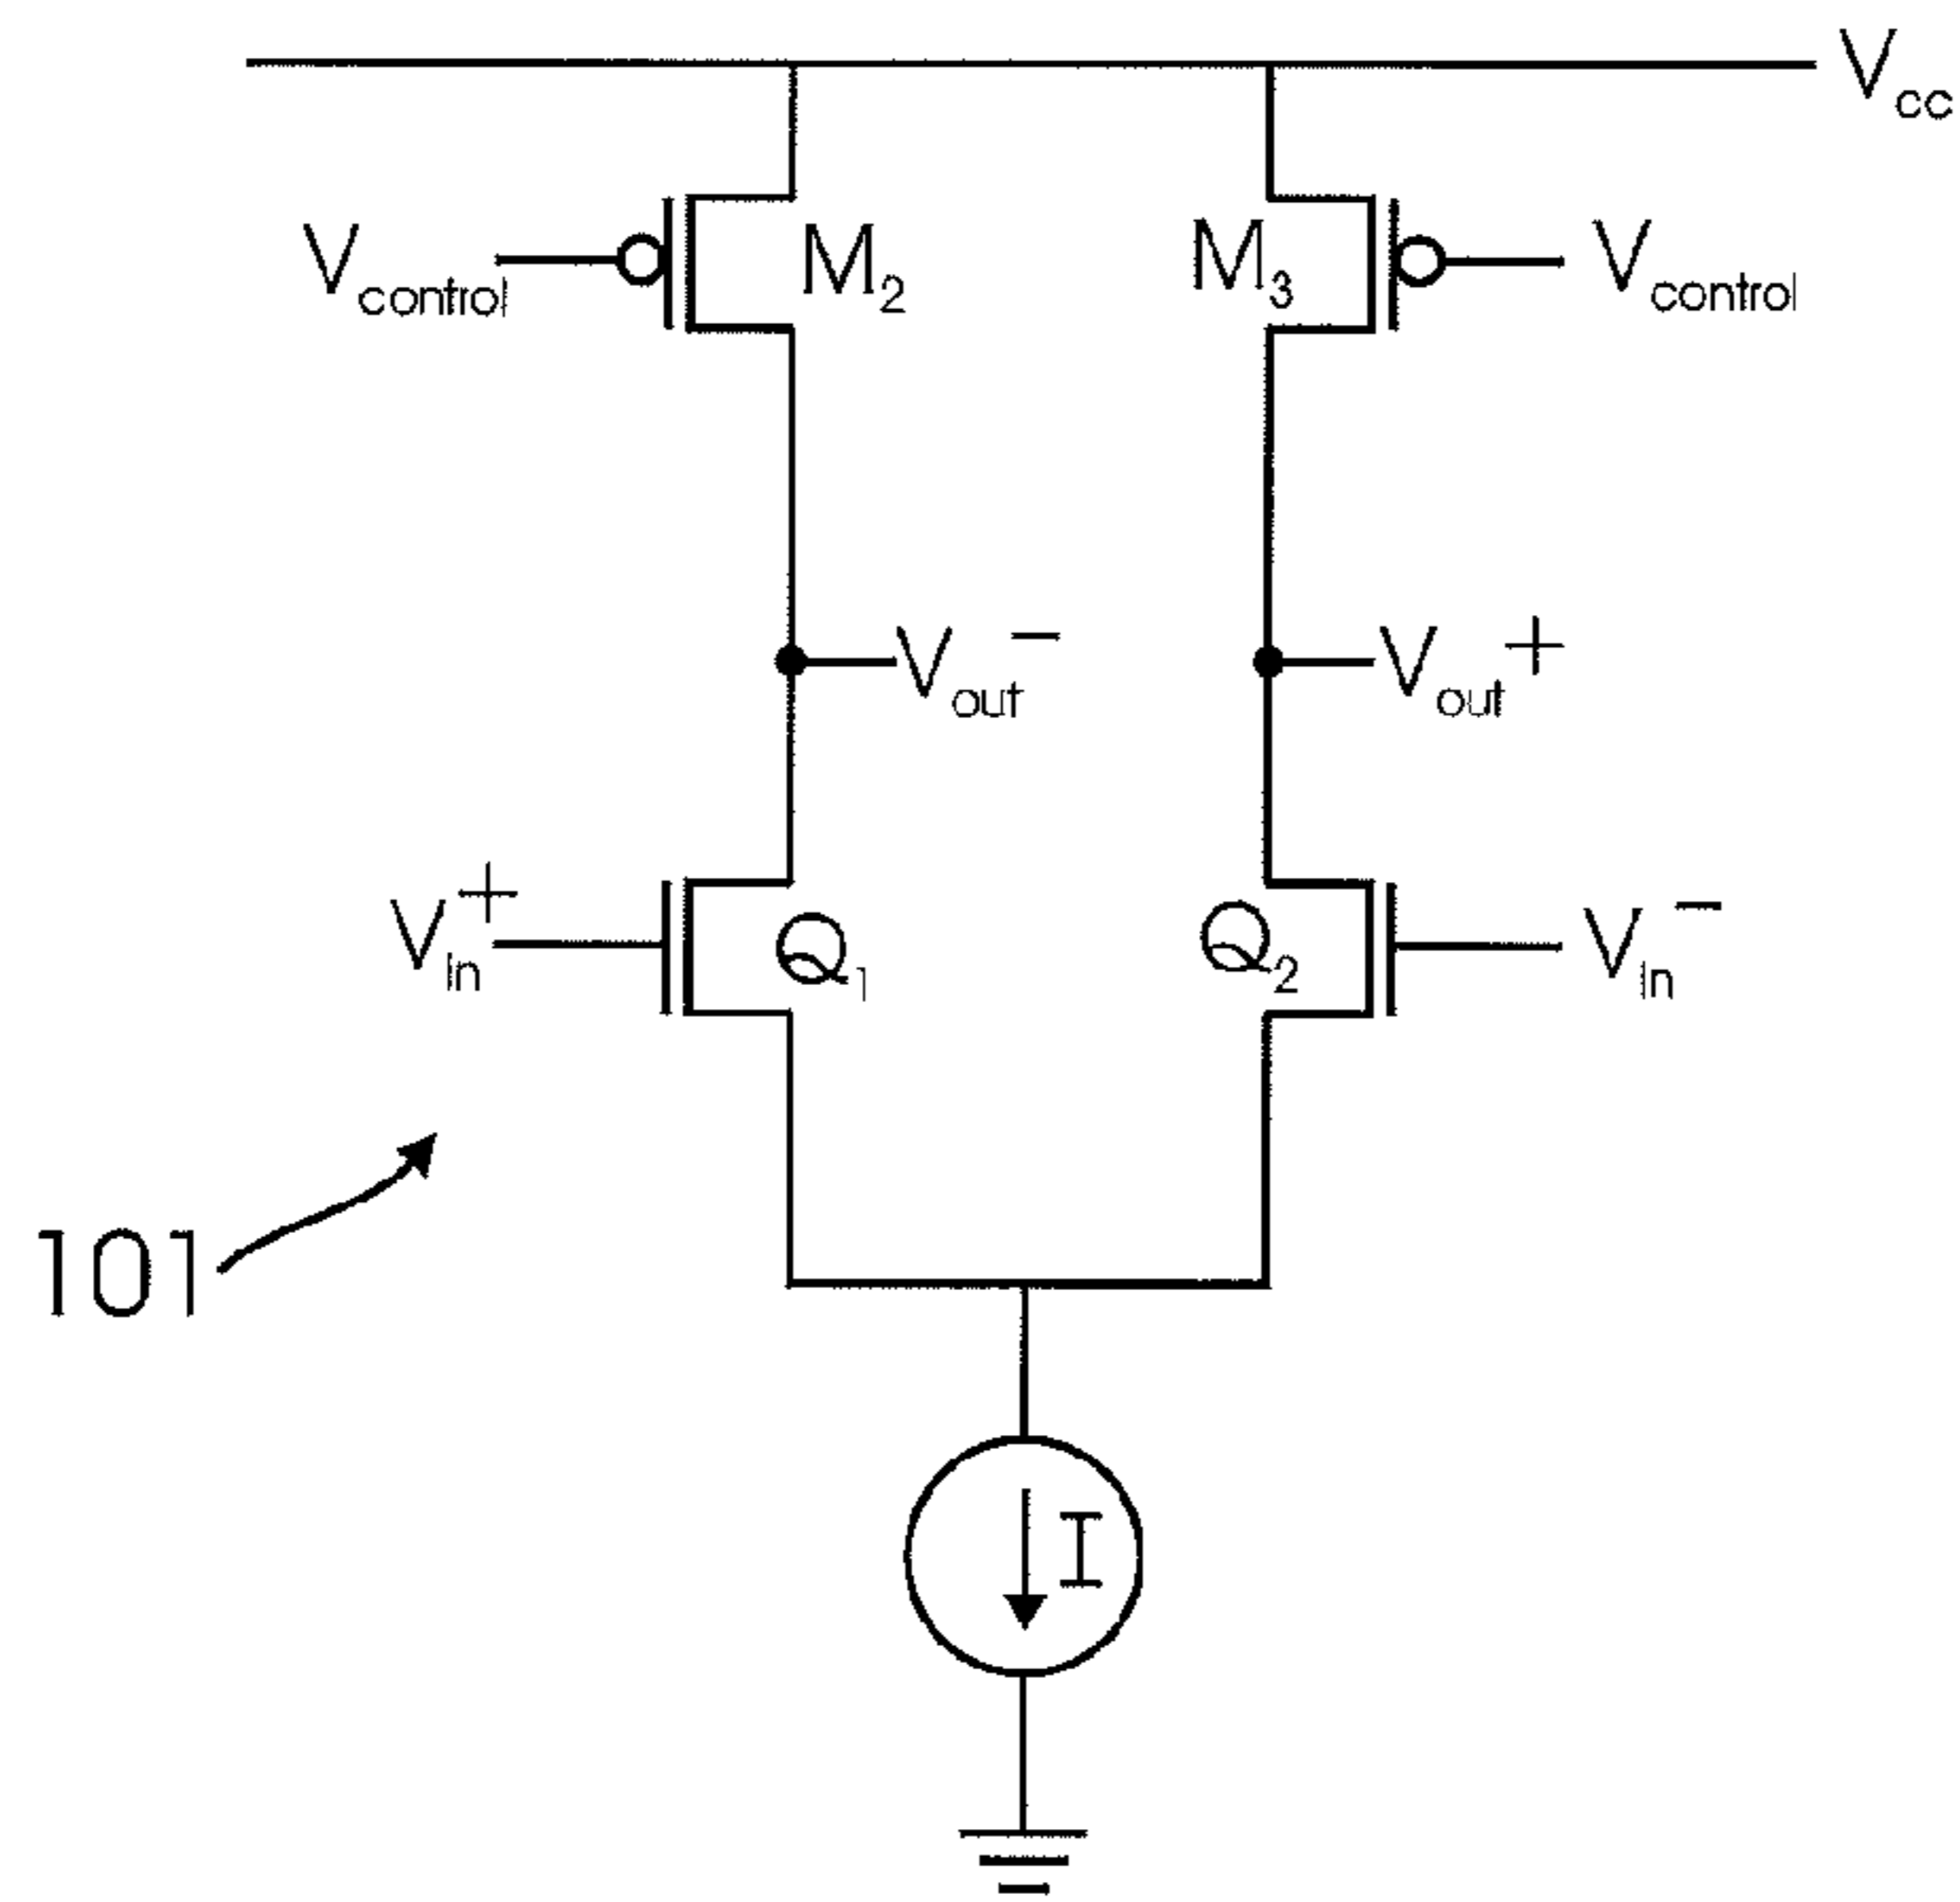 Vcc
Vcontrol
M2
M3
Vcontrol
Vout−
Vout+
VIn+
Q1
Q2
VIn−
101
I